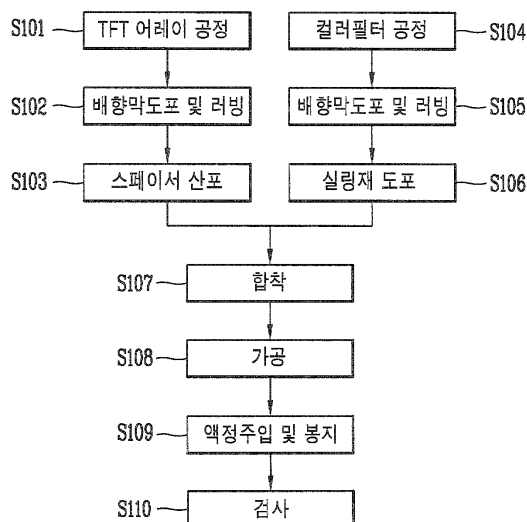 S101 TFT 어레이 공정
컬러필터 공정 S104
S102 배향막도포 및 러빙
배향막도포 및 러빙 S105
S103 스페이서 산포
실링재 도포 S106
S107 합착
S108 가공
S109 액정주입 및 봉지
S110 검사